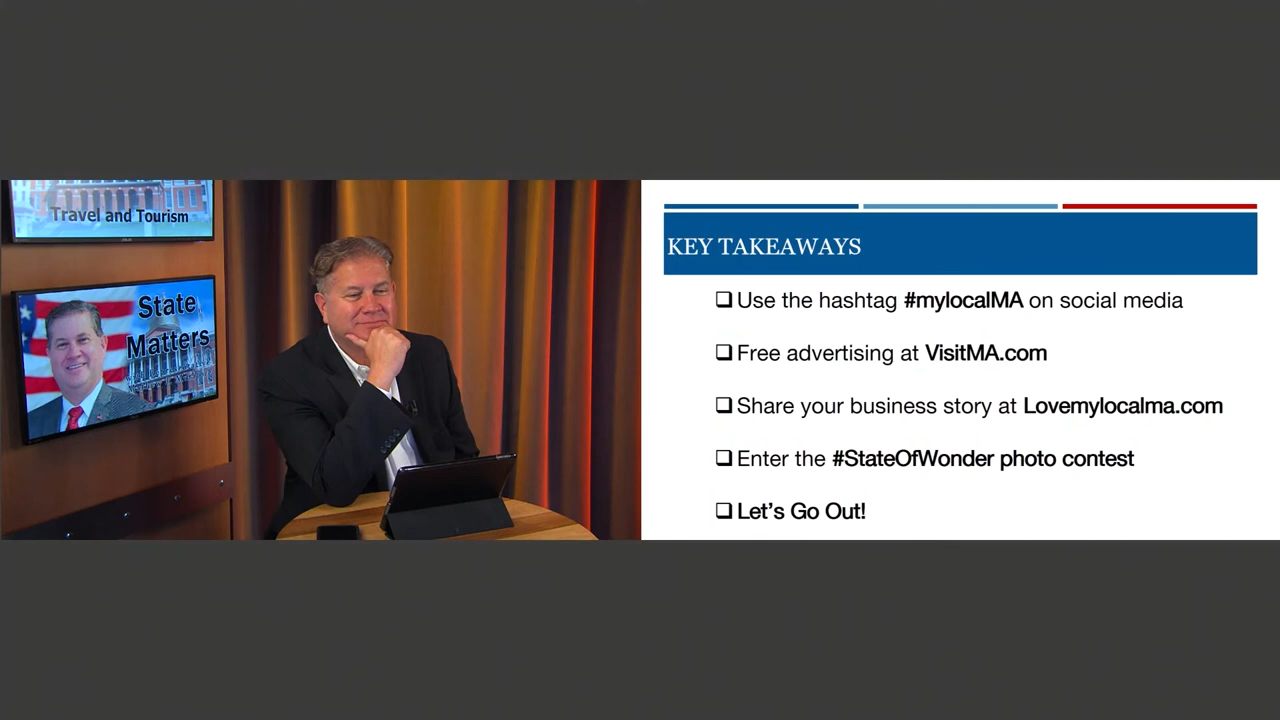 Travel and Tourism
State
Matters
KEY TAKEAWAYS
❑ Use the hashtag #mylocalMA on social media
❑ Free advertising at VisitMA.com
❑ Share your business story at Lovemylocalma.com
❑ Enter the #StateOfWonder photo contest
❑ Let’s Go Out!